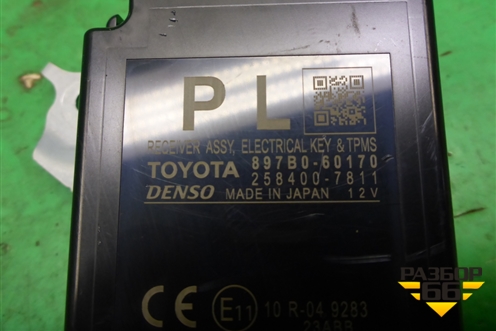 PL
RECEIVER ASSY, ELECTRICAL KEY & TPMS
TOYOTA 897B0-60170
258400-7811
DENSO MADE IN JAPAN 12V
CE E11 10 R-04 9283
234BB
РАЗБОР
66